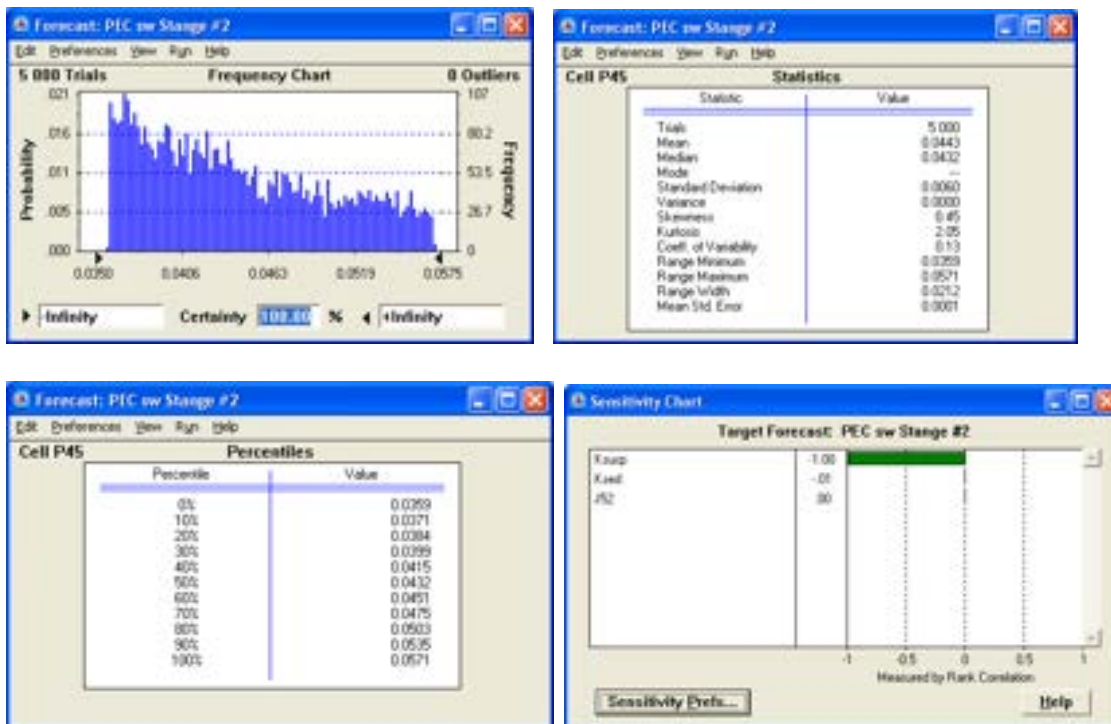 Forecast: PEC sw Stange #2
Edit Preferences View Run Help
5 000 Trials Frequency Chart 0 Outliers
.021 107
.016 80.2
.011 53.5
.005 26.7
.000 0
Probability
Frequency
0.0350 0.0406 0.0463 0.0519 0.0575
-Infinity Certainty 100.00 % +Infinity
Forecast: PEC sw Stange #2
Edit Preferences View Run Help
Cell P45 Statistics
Statistic Value
Trials 5 000
Mean 0.0443
Median 0.0432
Mode ---
Standard Deviation 0.0060
Variance 0.0000
Skewness 0.45
Kurtosis 2.05
Coeff. of Variability 0.13
Range Minimum 0.0359
Range Maximum 0.0571
Range Width 0.0212
Mean Std. Error 0.0001
Forecast: PEC sw Stange #2
Edit Preferences View Run Help
Cell P45 Percentiles
Percentile Value
0% 0.0359
10% 0.0371
20% 0.0384
30% 0.0399
40% 0.0415
50% 0.0432
60% 0.0451
70% 0.0475
80% 0.0503
90% 0.0535
100% 0.0571
Sensitivity Chart
Target Forecast: PEC sw Stange #2
Ksusp -1.00
Ksed -.01
J52 .00
-1 -0.5 0 0.5 1
Measured by Rank Correlation
Sensitivity Prefs... Help